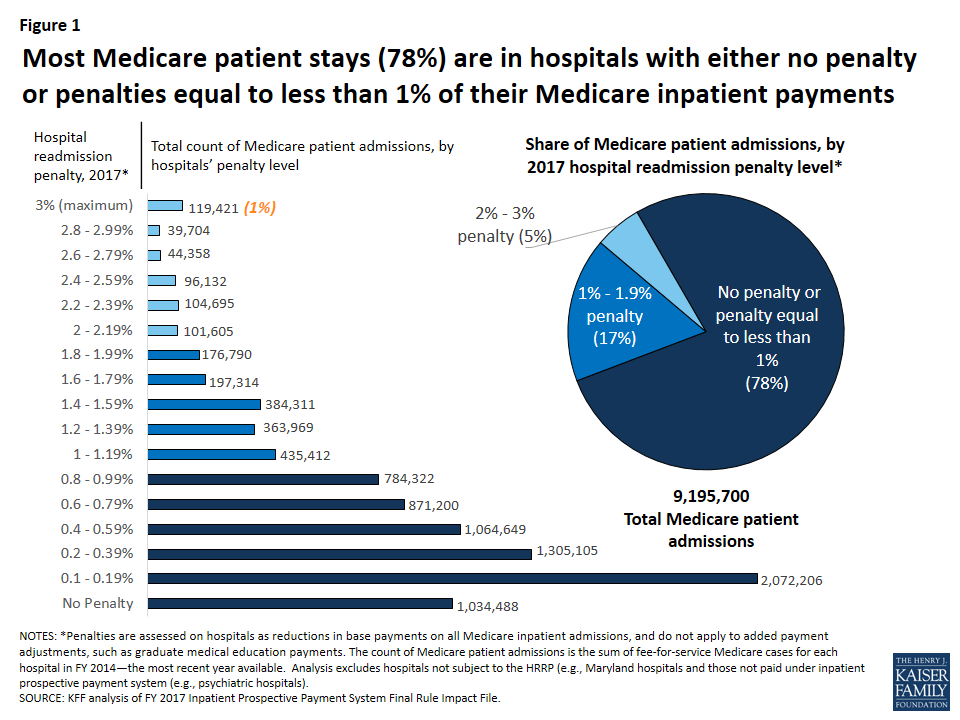 Figure 1
Most Medicare patient stays (78%) are in hospitals with either no penalty
or penalties equal to less than 1% of their Medicare inpatient payments
Hospital
readmission
penalty, 2017*
Total count of Medicare patient admissions, by
hospitals' penalty level
3% (maximum) 119,421 (1%)
2.8 - 2.99% 39,704
2.6 - 2.79% 44,358
2.4 - 2.59% 96,132
2.2 - 2.39% 104,695
2 - 2.19% 101,605
1.8 - 1.99% 176,790
1.6 - 1.79% 197,314
1.4 - 1.59% 384,311
1.2 - 1.39% 363,969
1 - 1.19% 435,412
0.8 - 0.99% 784,322
0.6 - 0.79% 871,200
0.4 - 0.59% 1,064,649
0.2 - 0.39% 1,305,105
0.1 - 0.19% 2,072,206
No Penalty 1,034,488
Share of Medicare patient admissions, by
2017 hospital readmission penalty level*
2% - 3%
penalty (5%)
1% - 1.9%
penalty
(17%)
No penalty or
penalty equal
to less than
1%
(78%)
9,195,700
Total Medicare patient
admissions
NOTES: *Penalties are assessed on hospitals as reductions in base payments on all Medicare inpatient admissions, and do not apply to added payment
adjustments, such as graduate medical education payments. The count of Medicare patient admissions is the sum of fee-for-service Medicare cases for each
hospital in FY 2014—the most recent year available. Analysis excludes hospitals not subject to the HRRP (e.g., Maryland hospitals and those not paid under inpatient
prospective payment system (e.g., psychiatric hospitals).
SOURCE: KFF analysis of FY 2017 Inpatient Prospective Payment System Final Rule Impact File.
THE HENRY J.
KAISER
FAMILY
FOUNDATION